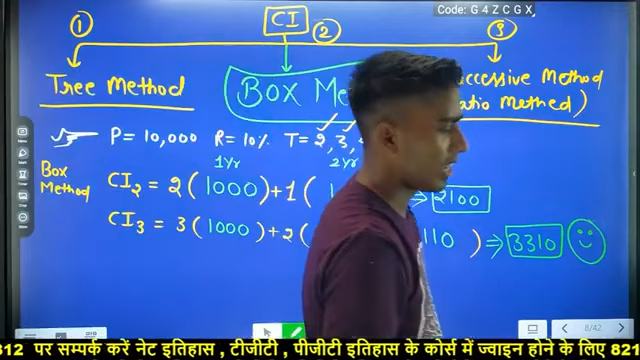 Code: G 4 Z C G X
① CI ② ③
Tree Method
Box
ccessive Method
atio Method )
P = 10,000 R = 10% T = 2, 3,
1Yr 2Yr
Box
Method
CI₂ = 2 ( 1000 ) + 1 ( ⇒ 2100
CI₃ = 3 ( 1000 ) + 2 ( 110 ) ⇒ 3310
8/42
312 पर सम्पर्क करें नेट इतिहास , टीजीटी , पीजीटी इतिहास के कोर्स में ज्वाइन होने के लिए 821